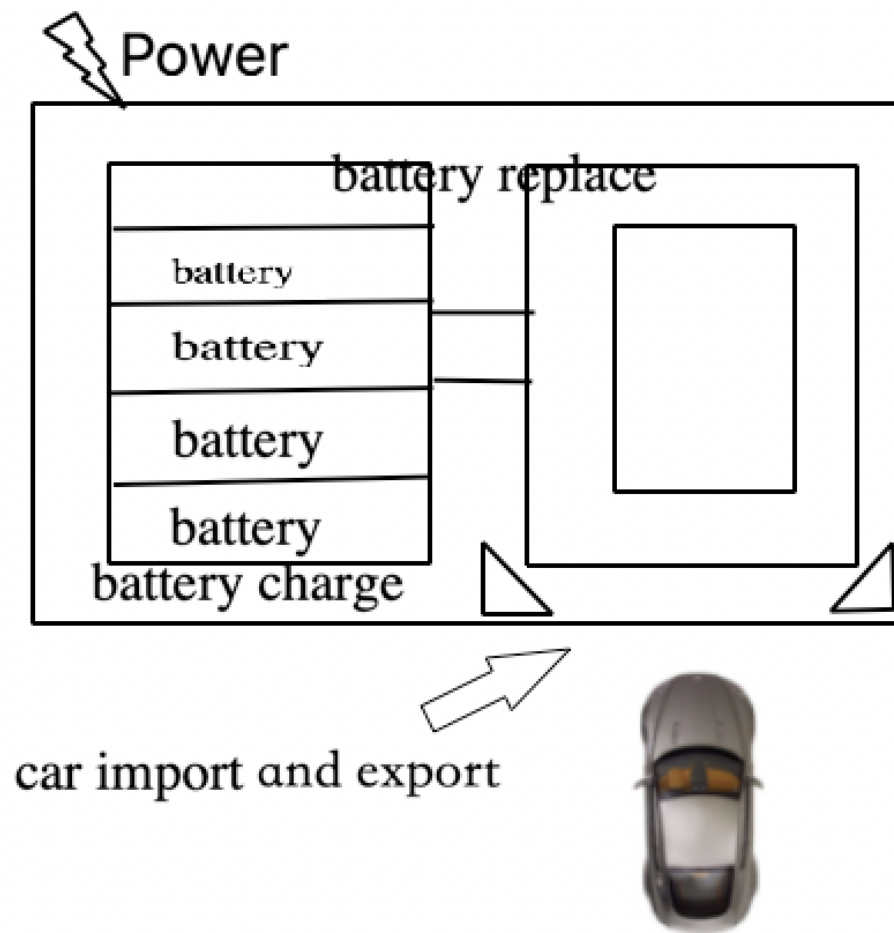 Power
battery replace
battery
battery
battery
battery
battery charge
car import and export